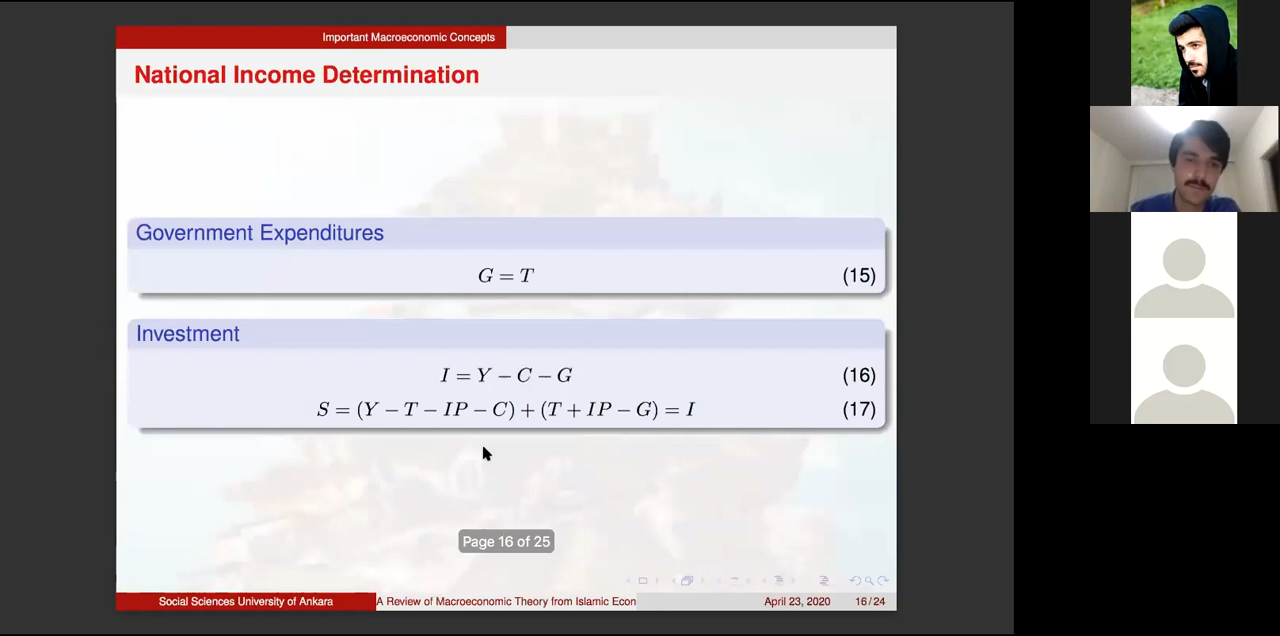 Important Macroeconomic Concepts
National Income Determination
Government Expenditures
G = T (15)
Investment
I = Y − C − G (16)
S = (Y − T − IP − C) + (T + IP − G) = I (17)
Page 16 of 25
Social Sciences University of Ankara A Review of Macroeconomic Theory from Islamic Econ April 23, 2020 16/24